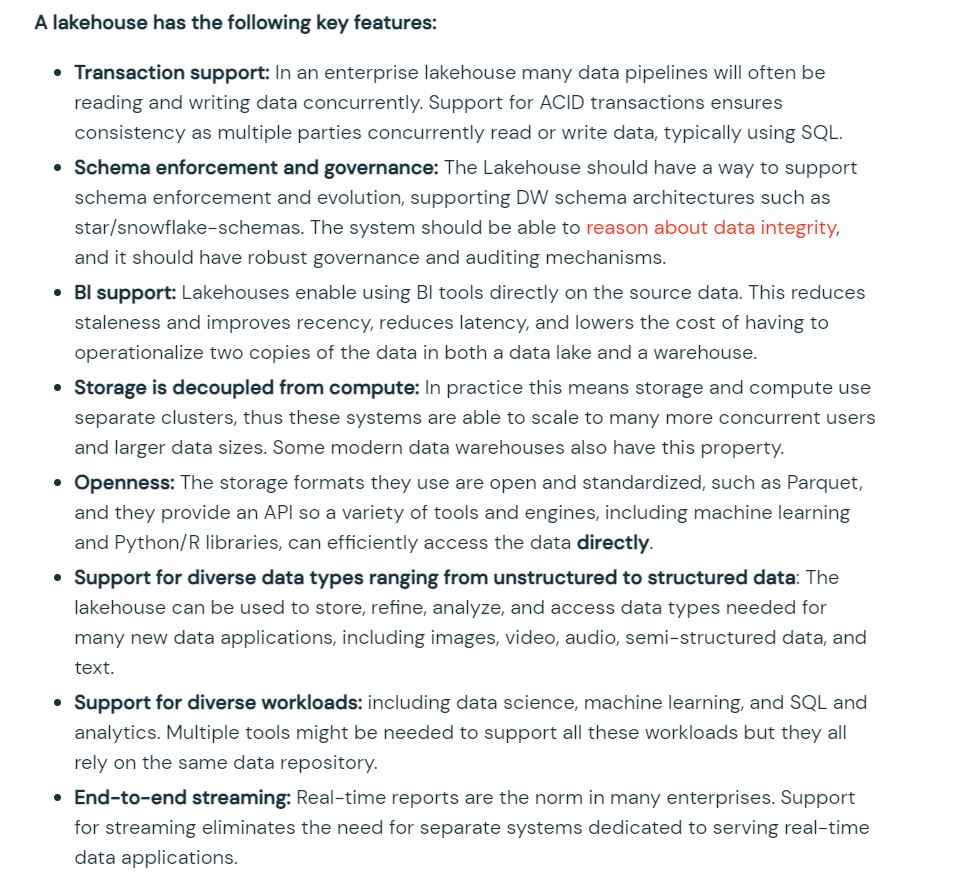 A lakehouse has the following key features:
• Transaction support: In an enterprise lakehouse many data pipelines will often be
reading and writing data concurrently. Support for ACID transactions ensures
consistency as multiple parties concurrently read or write data, typically using SQL.
• Schema enforcement and governance: The Lakehouse should have a way to support
schema enforcement and evolution, supporting DW schema architectures such as
star/snowflake-schemas. The system should be able to reason about data integrity,
and it should have robust governance and auditing mechanisms.
• BI support: Lakehouses enable using BI tools directly on the source data. This reduces
staleness and improves recency, reduces latency, and lowers the cost of having to
operationalize two copies of the data in both a data lake and a warehouse.
• Storage is decoupled from compute: In practice this means storage and compute use
separate clusters, thus these systems are able to scale to many more concurrent users
and larger data sizes. Some modern data warehouses also have this property.
• Openness: The storage formats they use are open and standardized, such as Parquet,
and they provide an API so a variety of tools and engines, including machine learning
and Python/R libraries, can efficiently access the data directly.
• Support for diverse data types ranging from unstructured to structured data: The
lakehouse can be used to store, refine, analyze, and access data types needed for
many new data applications, including images, video, audio, semi-structured data, and
text.
• Support for diverse workloads: including data science, machine learning, and SQL and
analytics. Multiple tools might be needed to support all these workloads but they all
rely on the same data repository.
• End-to-end streaming: Real-time reports are the norm in many enterprises. Support
for streaming eliminates the need for separate systems dedicated to serving real-time
data applications.